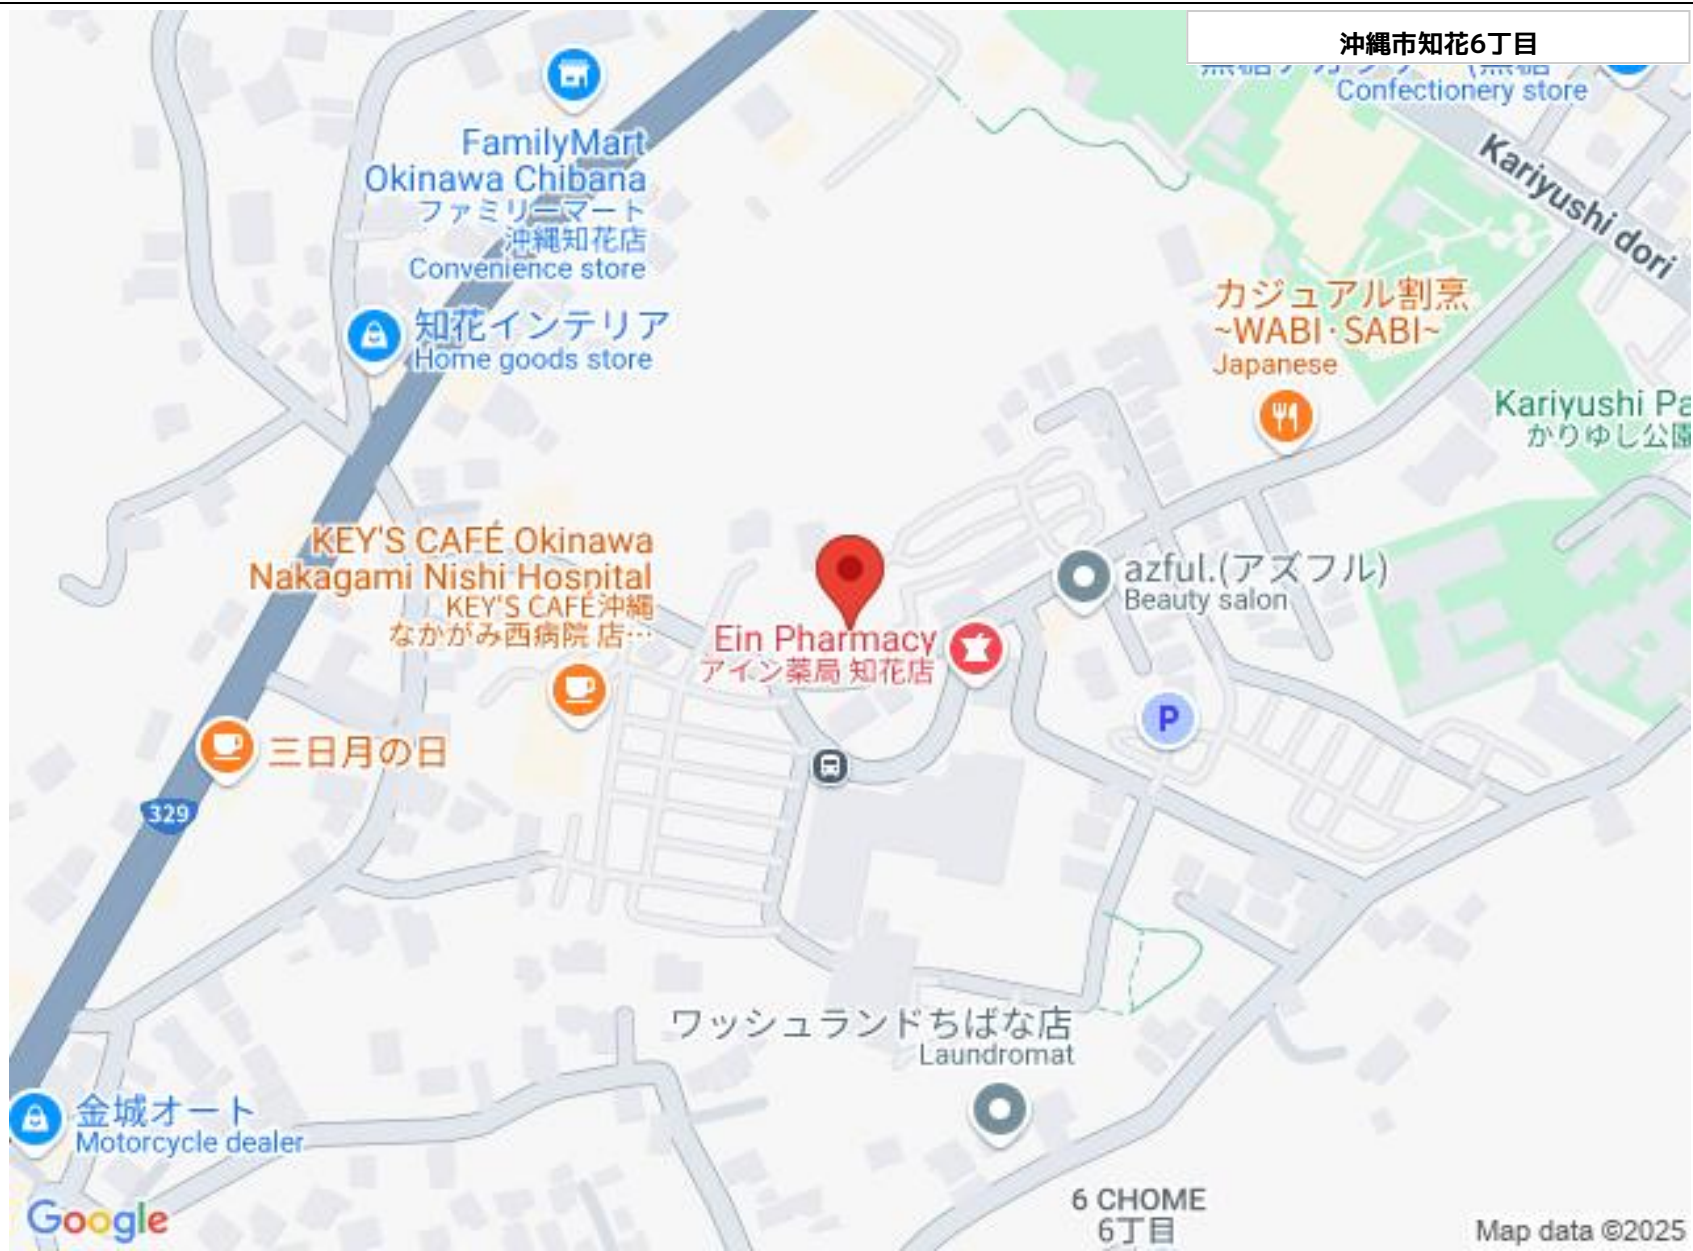 沖縄市知花6丁目
Confectionery store
Kariyushi dori
FamilyMart
Okinawa Chibana
ファミリーマート
沖縄知花店
Convenience store
知花インテリア
Home goods store
カジュアル割烹
~WABI・SABI~
Japanese
Kariyushi Pa
かりゆし公園
KEY'S CAFÉ Okinawa
Nakagami Nishi Hospital
KEY'S CAFÉ沖縄
なかがみ西病院 店…
azful.(アズフル)
Beauty salon
Ein Pharmacy
アイン薬局 知花店
P
三日月の日
329
ワッシュランドちばな店
Laundromat
金城オート
Motorcycle dealer
6 CHOME
6丁目
Google
Map data ©2025